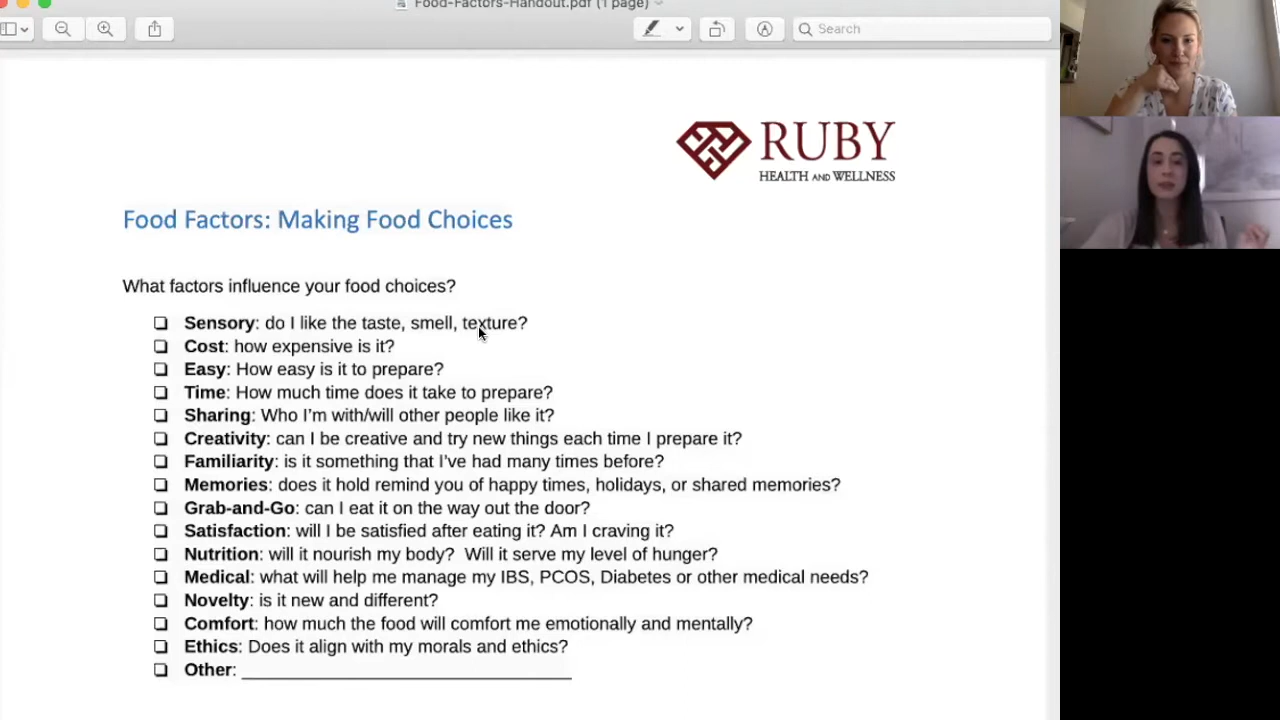 Food-Factors-Handout.pdf (1 page)
Search
RUBY
HEALTH AND WELLNESS
Food Factors: Making Food Choices
What factors influence your food choices?
Sensory: do I like the taste, smell, texture?
Cost: how expensive is it?
Easy: How easy is it to prepare?
Time: How much time does it take to prepare?
Sharing: Who I'm with/will other people like it?
Creativity: can I be creative and try new things each time I prepare it?
Familiarity: is it something that I've had many times before?
Memories: does it hold remind you of happy times, holidays, or shared memories?
Grab-and-Go: can I eat it on the way out the door?
Satisfaction: will I be satisfied after eating it? Am I craving it?
Nutrition: will it nourish my body?  Will it serve my level of hunger?
Medical: what will help me manage my IBS, PCOS, Diabetes or other medical needs?
Novelty: is it new and different?
Comfort: how much the food will comfort me emotionally and mentally?
Ethics: Does it align with my morals and ethics?
Other: ___________________________________